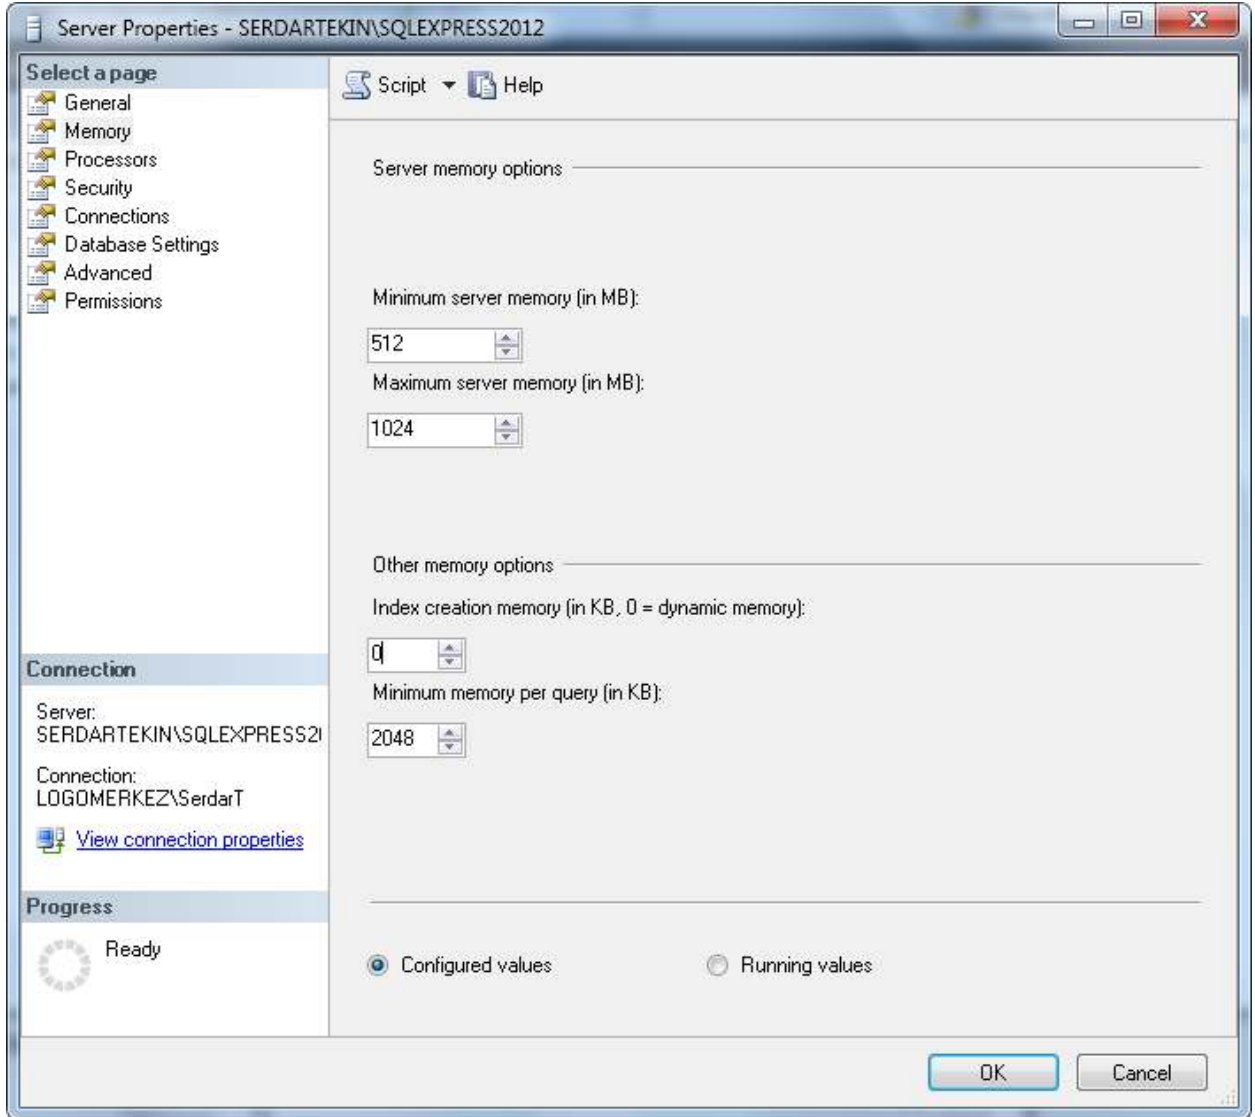 Server Properties - SERDARTEKIN\SQLEXPRESS2012
Select a page
General
Memory
Processors
Security
Connections
Database Settings
Advanced
Permissions
Connection
Server:
SERDARTEKIN\SQLEXPRESS2
Connection:
LOGOMERKEZ\SerdarT
View connection properties
Progress
Ready
Script
Help
Server memory options
Minimum server memory (in MB):
512
Maximum server memory (in MB):
1024
Other memory options
Index creation memory (in KB, 0 = dynamic memory):
0
Minimum memory per query (in KB):
2048
Configured values
Running values
OK
Cancel